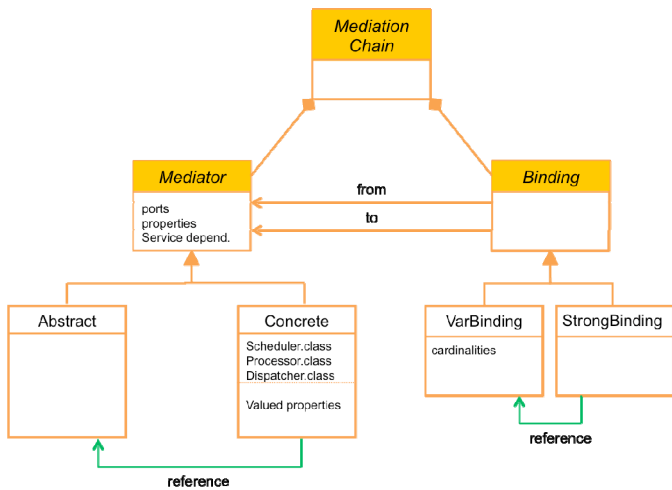 Mediation
Chain
Mediator
ports
properties
Service depend.
from
to
Binding
Abstract
Concrete
Scheduler.class
Processor.class
Dispatcher.class
Valued properties
VarBinding
cardinalities
StrongBinding
reference
reference